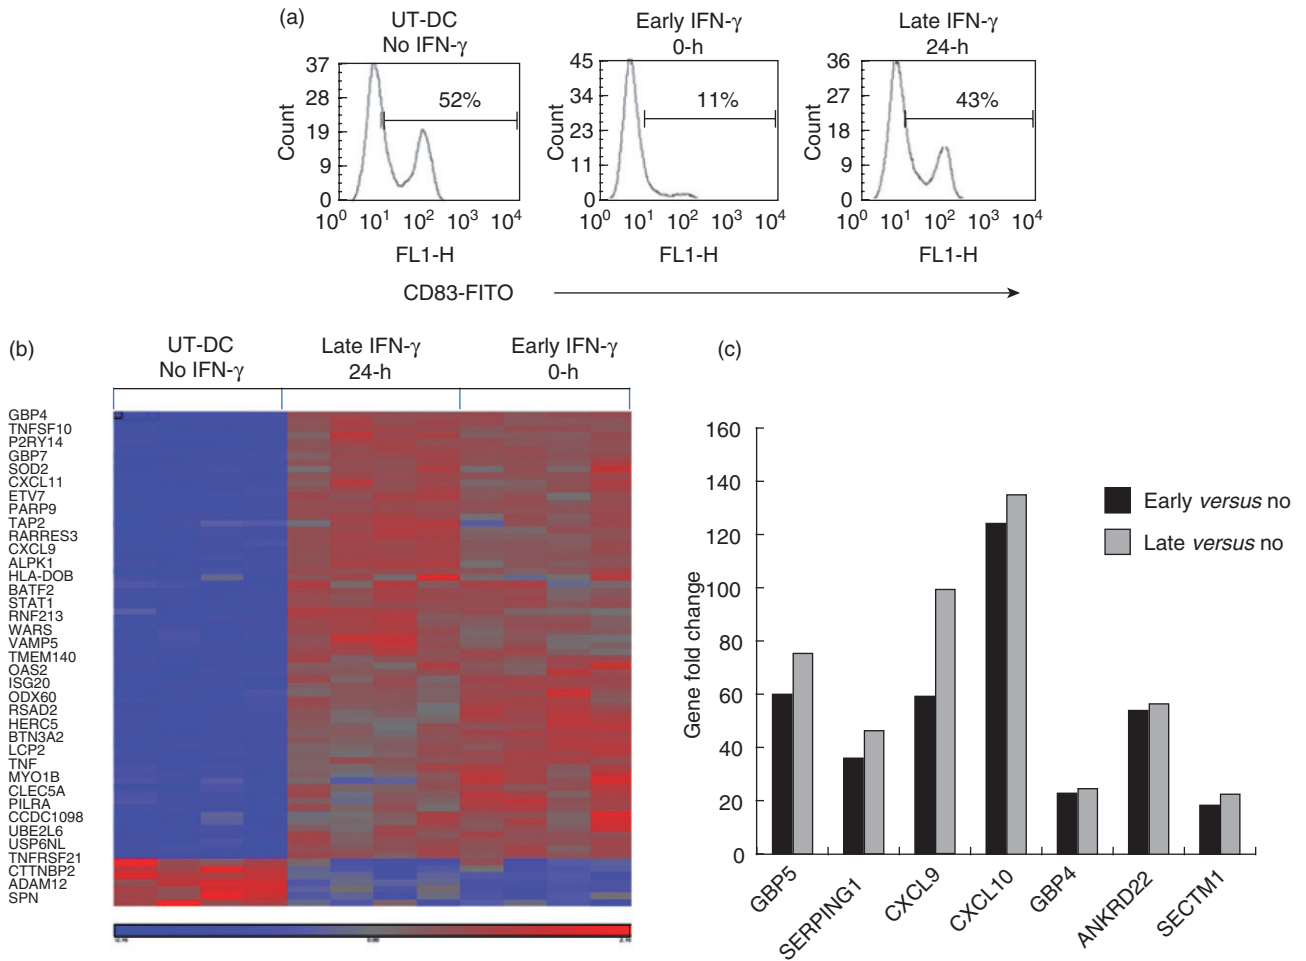 (a)
UT-DC
No IFN-γ
Early IFN-γ
0-h
Late IFN-γ
24-h
37
28
19
9
0
Count
52%
10⁰ 10¹ 10² 10³ 10⁴
FL1-H
45
34
23
11
0
Count
11%
10⁰ 10¹ 10² 10³ 10⁴
FL1-H
36
27
18
9
0
Count
43%
10⁰ 10¹ 10² 10³ 10⁴
FL1-H
CD83-FITO
(b)
UT-DC
No IFN-γ
Late IFN-γ
24-h
Early IFN-γ
0-h
GBP4
TNFSF10
P2RY14
GBP7
SOD2
CXCL11
ETV7
PARP9
TAP2
RARRES3
CXCL9
ALPK1
HLA-DOB
BATF2
STAT1
RNF213
WARS
VAMP5
TMEM140
OAS2
ISG20
ODX60
RSAD2
HERC5
BTN3A2
LCP2
TNF
MYO1B
CLEC5A
PILRA
CCDC1098
UBE2L6
USP6NL
TNFRSF21
CTTNBP2
ADAM12
SPN
0.00
(c)
Gene fold change
160
140
120
100
80
60
40
20
0
Early versus no
Late versus no
GBP5
SERPING1
CXCL9
CXCL10
GBP4
ANKRD22
SECTM1